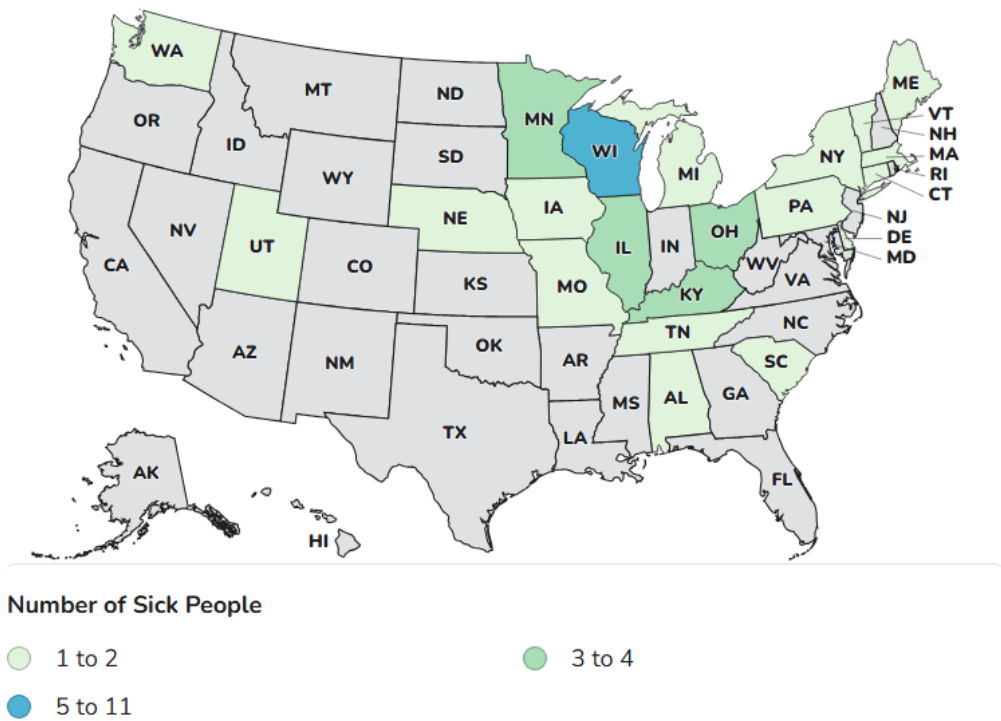 WA
MT
ND
MN
ME
OR
ID
SD
WI
VT
NH
MA
NY
RI
MI
CT
WY
NE
IA
PA
NV
UT
CO
IL
IN
OH
NJ
DE
MD
CA
KS
MO
WV
VA
KY
AZ
NM
OK
AR
TN
NC
SC
MS
AL
GA
TX
LA
AK
FL
HI
Number of Sick People
1 to 2
3 to 4
5 to 11